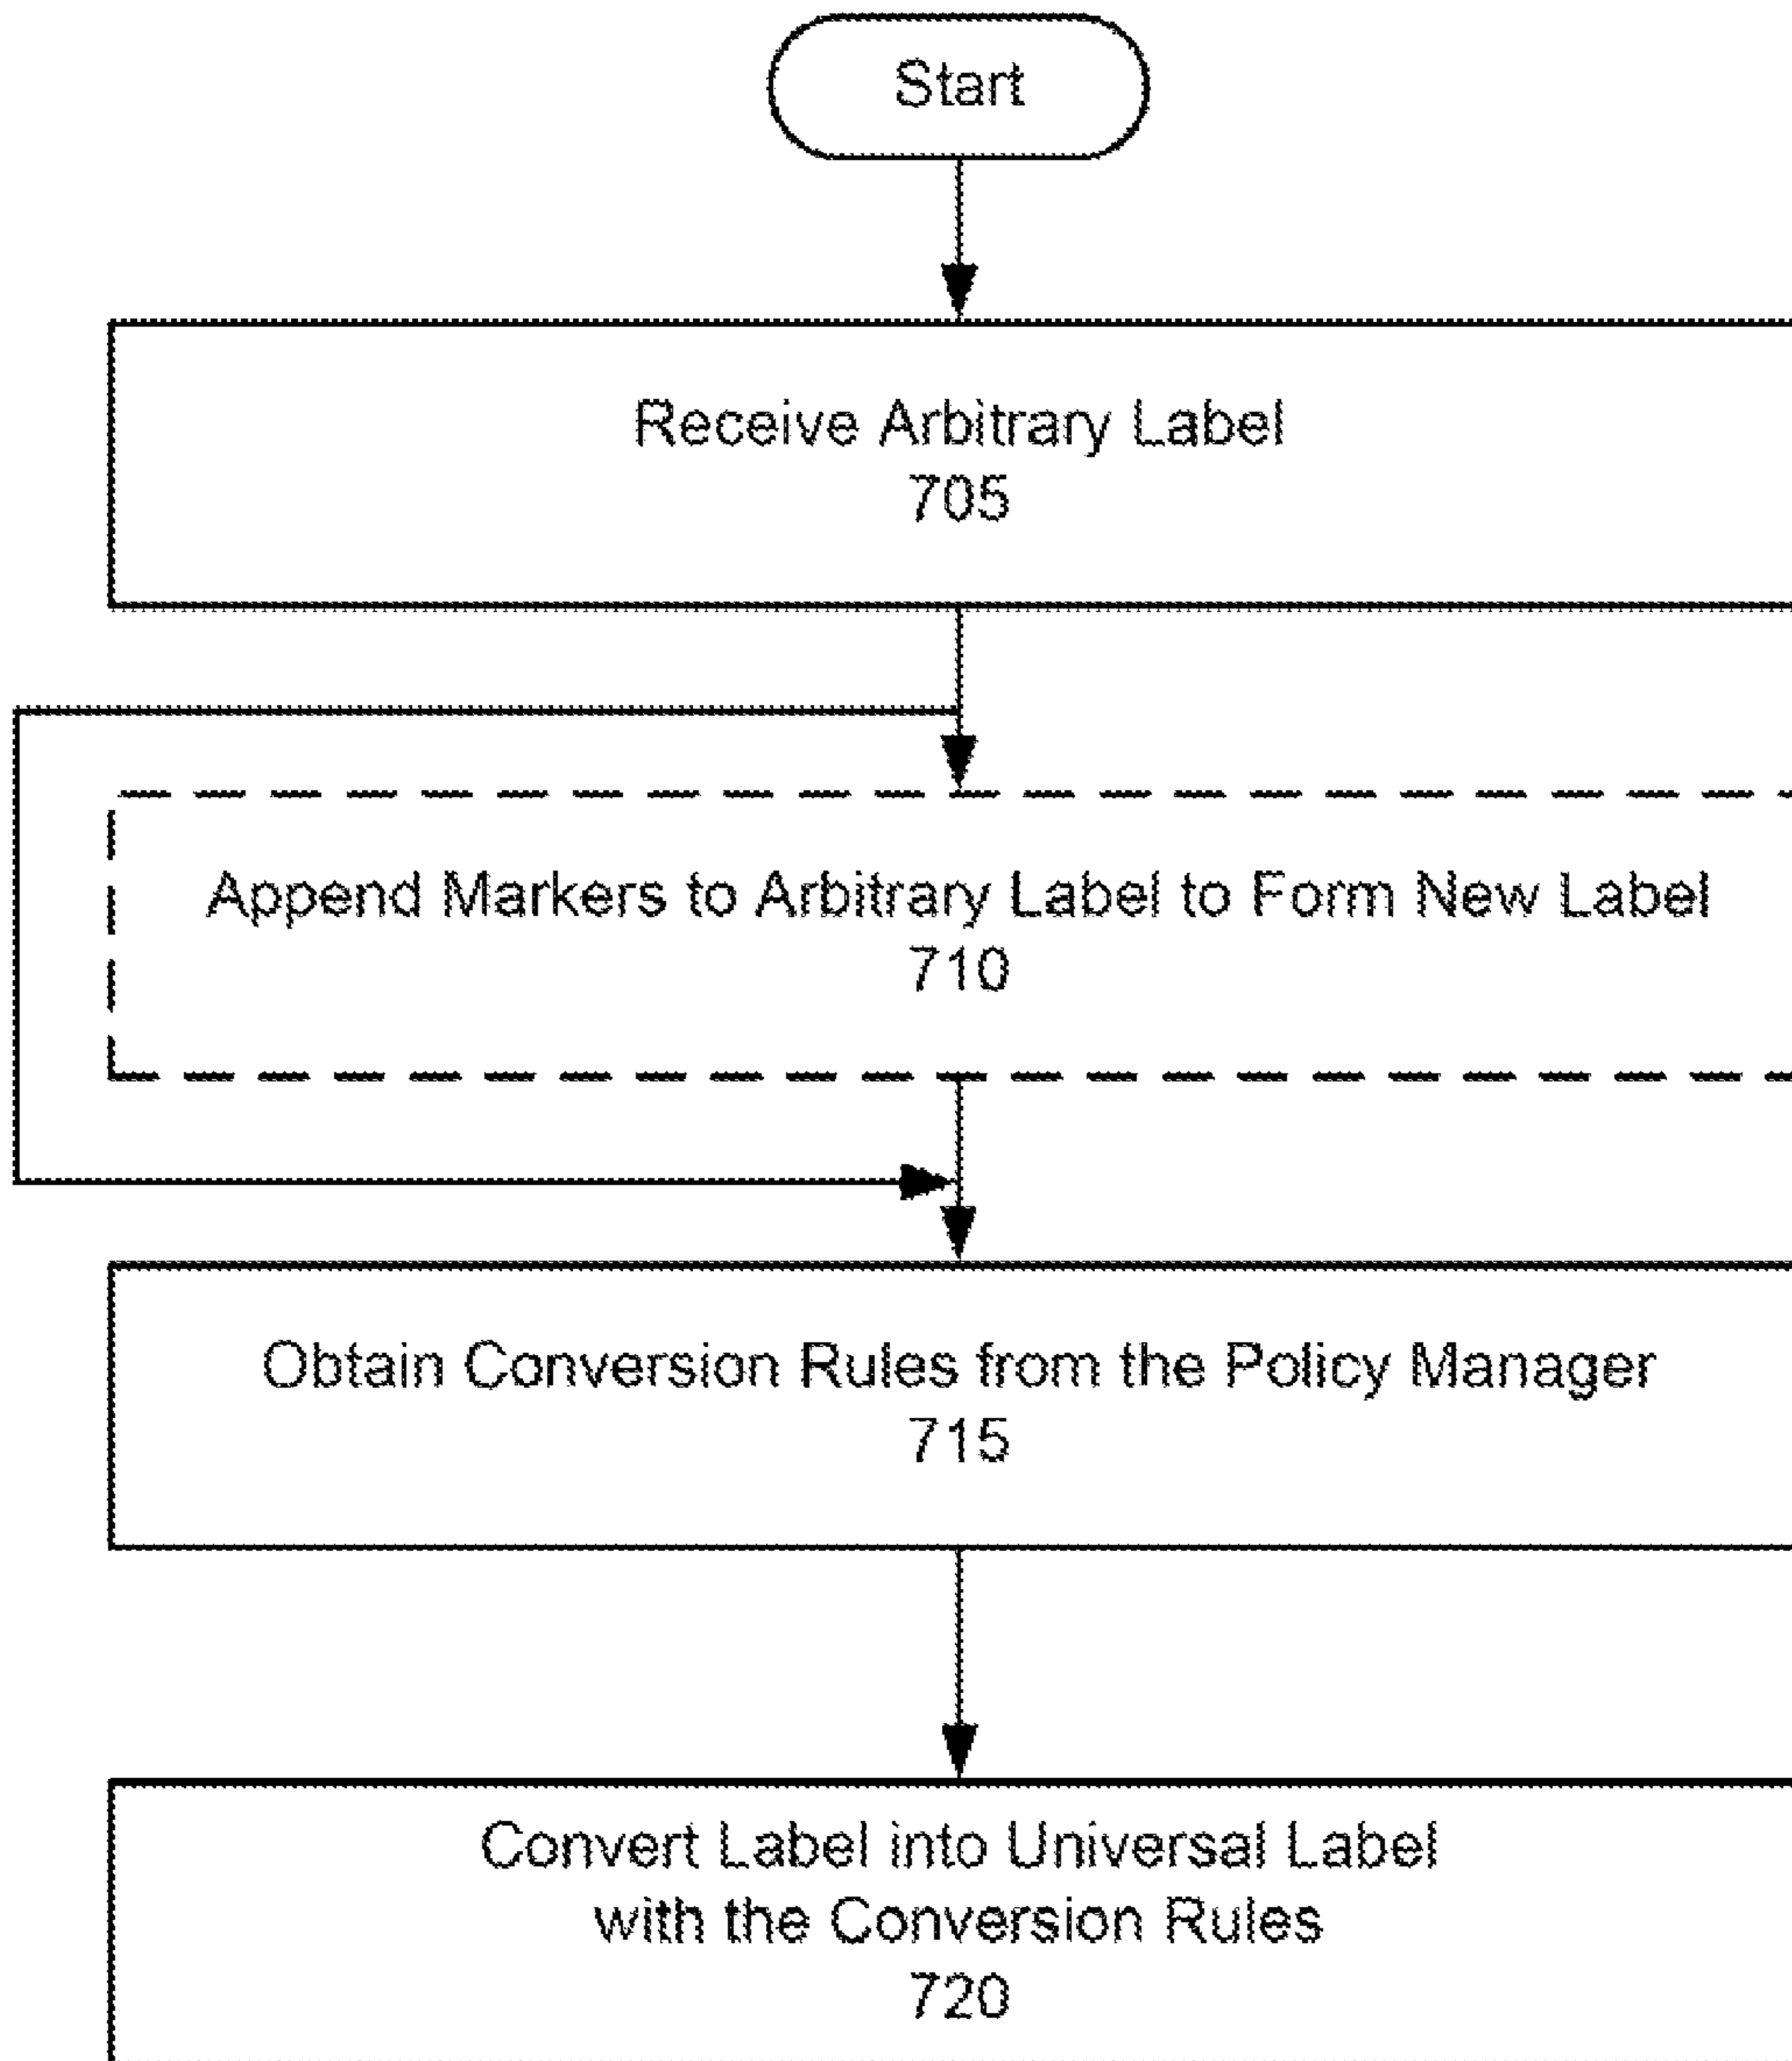 Start
Receive Arbitrary Label
705
Append Markers to Arbitrary Label to Form New Label
710
Obtain Conversion Rules from the Policy Manager
715
Convert Label into Universal Label
with the Conversion Rules
720